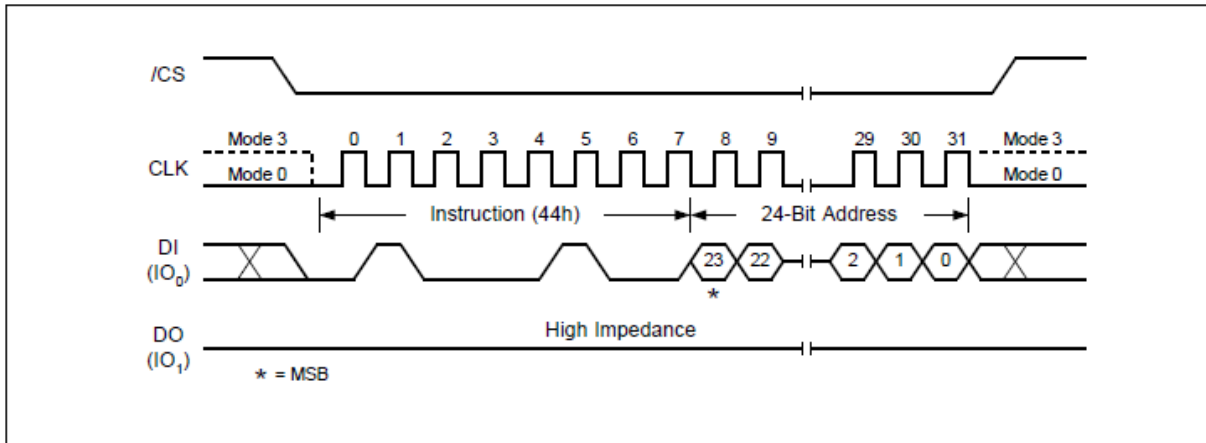 /CS
Mode 3 0 1 2 3 4 5 6 7 8 9 29 30 31 Mode 3
CLK Mode 0 Mode 0
Instruction (44h) 24-Bit Address
DI
(IO₀) 23 22 2 1 0
*
High Impedance
DO
(IO₁)
* = MSB